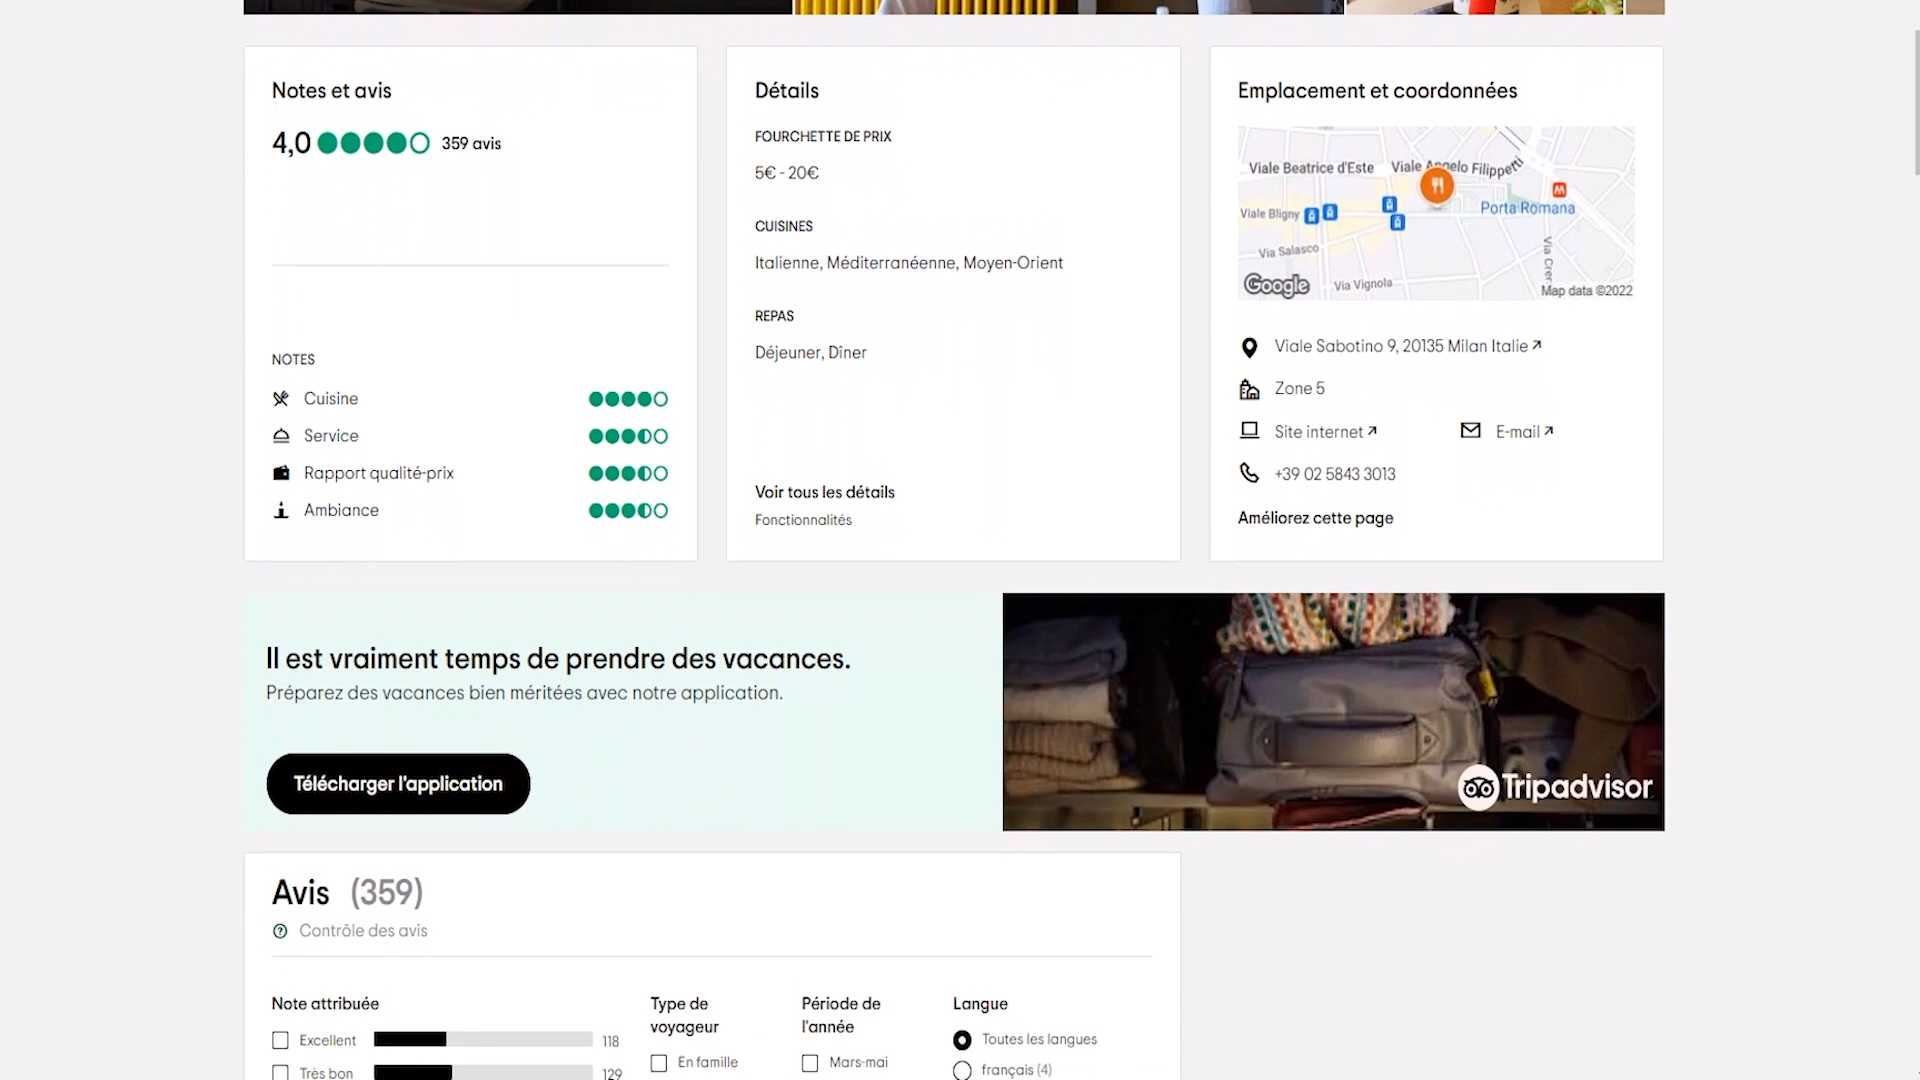 Notes et avis
4,0 359 avis
NOTES
Cuisine
Service
Rapport qualité-prix
Ambiance
Détails
FOURCHETTE DE PRIX
5€ - 20€
CUISINES
Italienne, Méditerranéenne, Moyen-Orient
REPAS
Déjeuner, Dîner
Voir tous les détails
Fonctionnalités
Emplacement et coordonnées
Viale Beatrice d'Este
Viale Angelo Filippetti
Viale Bligny
Porta Romana
Via Salasco
Via Crer
Google
Via Vignola
Map data ©2022
Viale Sabotino 9, 20135 Milan Italie
Zone 5
Site internet
E-mail
+39 02 5843 3013
Améliorez cette page
Il est vraiment temps de prendre des vacances.
Préparez des vacances bien méritées avec notre application.
Télécharger l'application
Tripadvisor
Avis (359)
Contrôle des avis
Note attribuée
Excellent 118
Très bon 129
Type de
voyageur
En famille
Période de
l'année
Mars-mai
Langue
Toutes les langues
français (4)